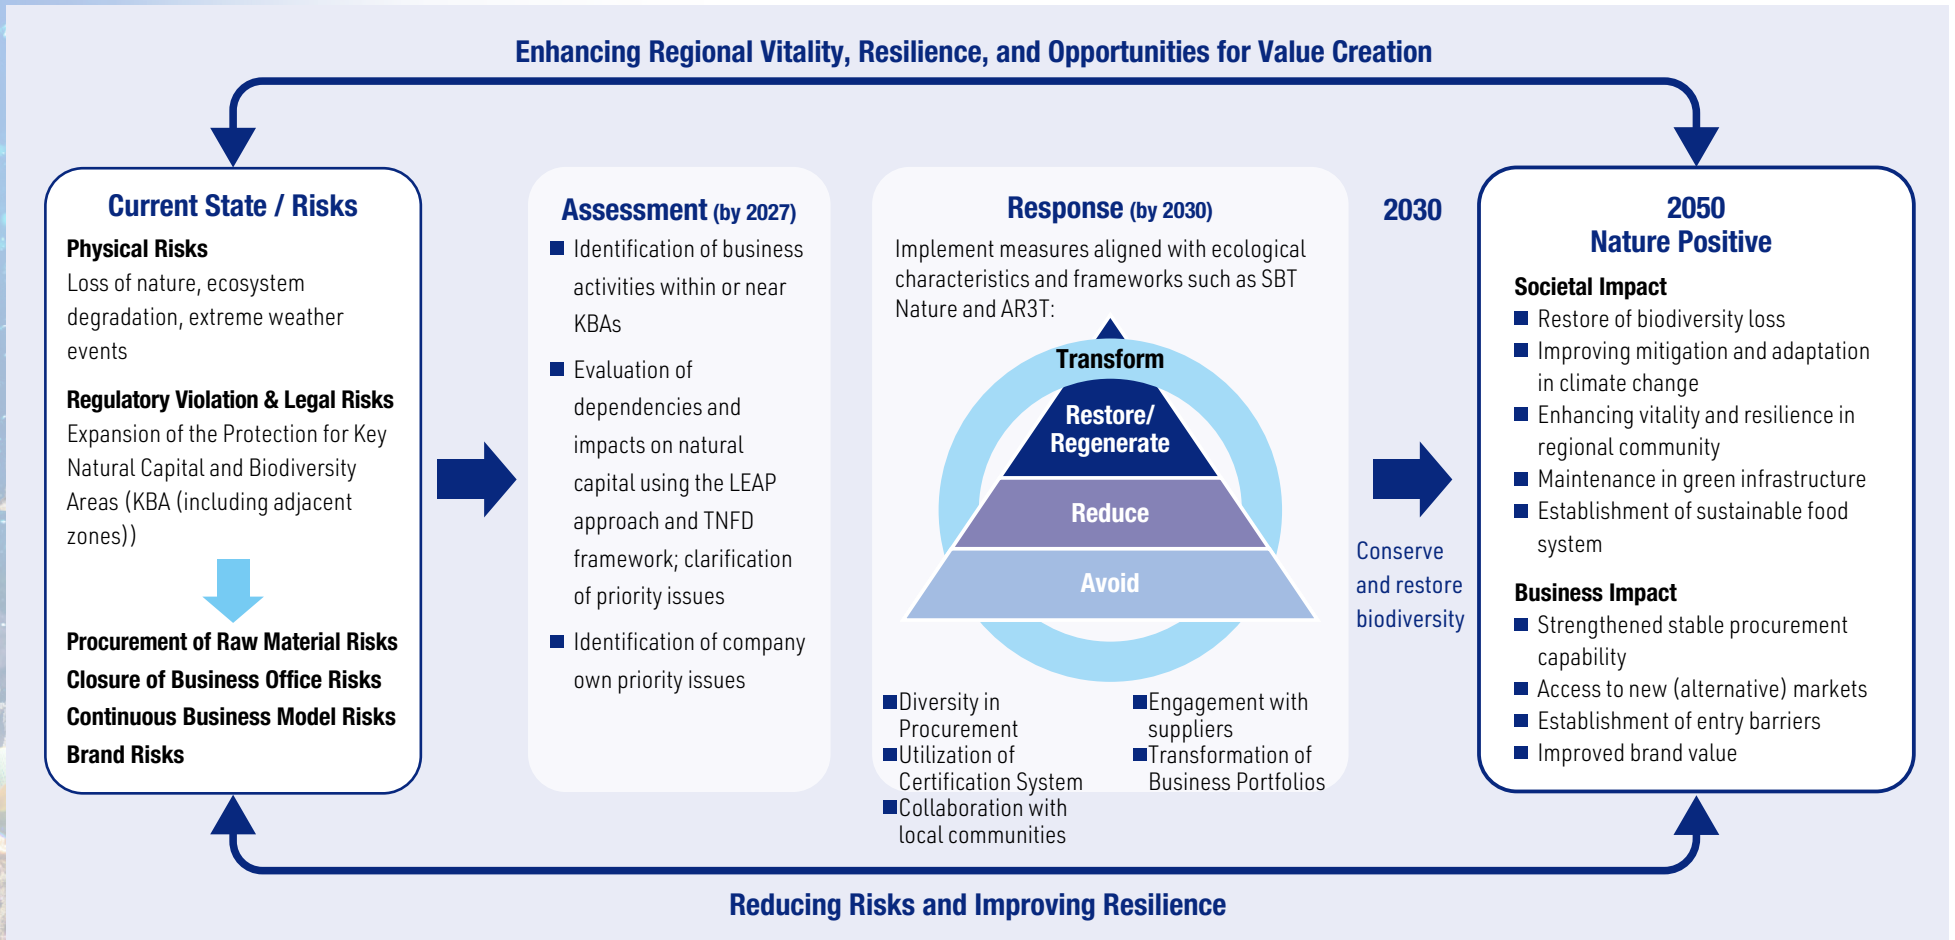 Enhancing Regional Vitality, Resilience, and Opportunities for Value Creation
Current State / Risks
Physical Risks
Loss of nature, ecosystem
degradation, extreme weather
events
Regulatory Violation & Legal Risks
Expansion of the Protection for Key
Natural Capital and Biodiversity
Areas (KBA (including adjacent
zones))
Procurement of Raw Material Risks
Closure of Business Office Risks
Continuous Business Model Risks
Brand Risks
Assessment (by 2027)
■ Identification of business
activities within or near
KBAs
■ Evaluation of
dependencies and
impacts on natural
capital using the LEAP
approach and TNFD
framework; clarification
of priority issues
■ Identification of company
own priority issues
Response (by 2030)
Implement measures aligned with ecological
characteristics and frameworks such as SBT
Nature and AR3T:
Transform
Restore/
Regenerate
Reduce
Avoid
■Diversity in
Procurement
■Utilization of
Certification System
■Collaboration with
local communities
■Engagement with
suppliers
■Transformation of
Business Portfolios
2030
Conserve
and restore
biodiversity
2050
Nature Positive
Societal Impact
■ Restore of biodiversity loss
■ Improving mitigation and adaptation
in climate change
■ Enhancing vitality and resilience in
regional community
■ Maintenance in green infrastructure
■ Establishment of sustainable food
system
Business Impact
■ Strengthened stable procurement
capability
■ Access to new (alternative) markets
■ Establishment of entry barriers
■ Improved brand value
Reducing Risks and Improving Resilience